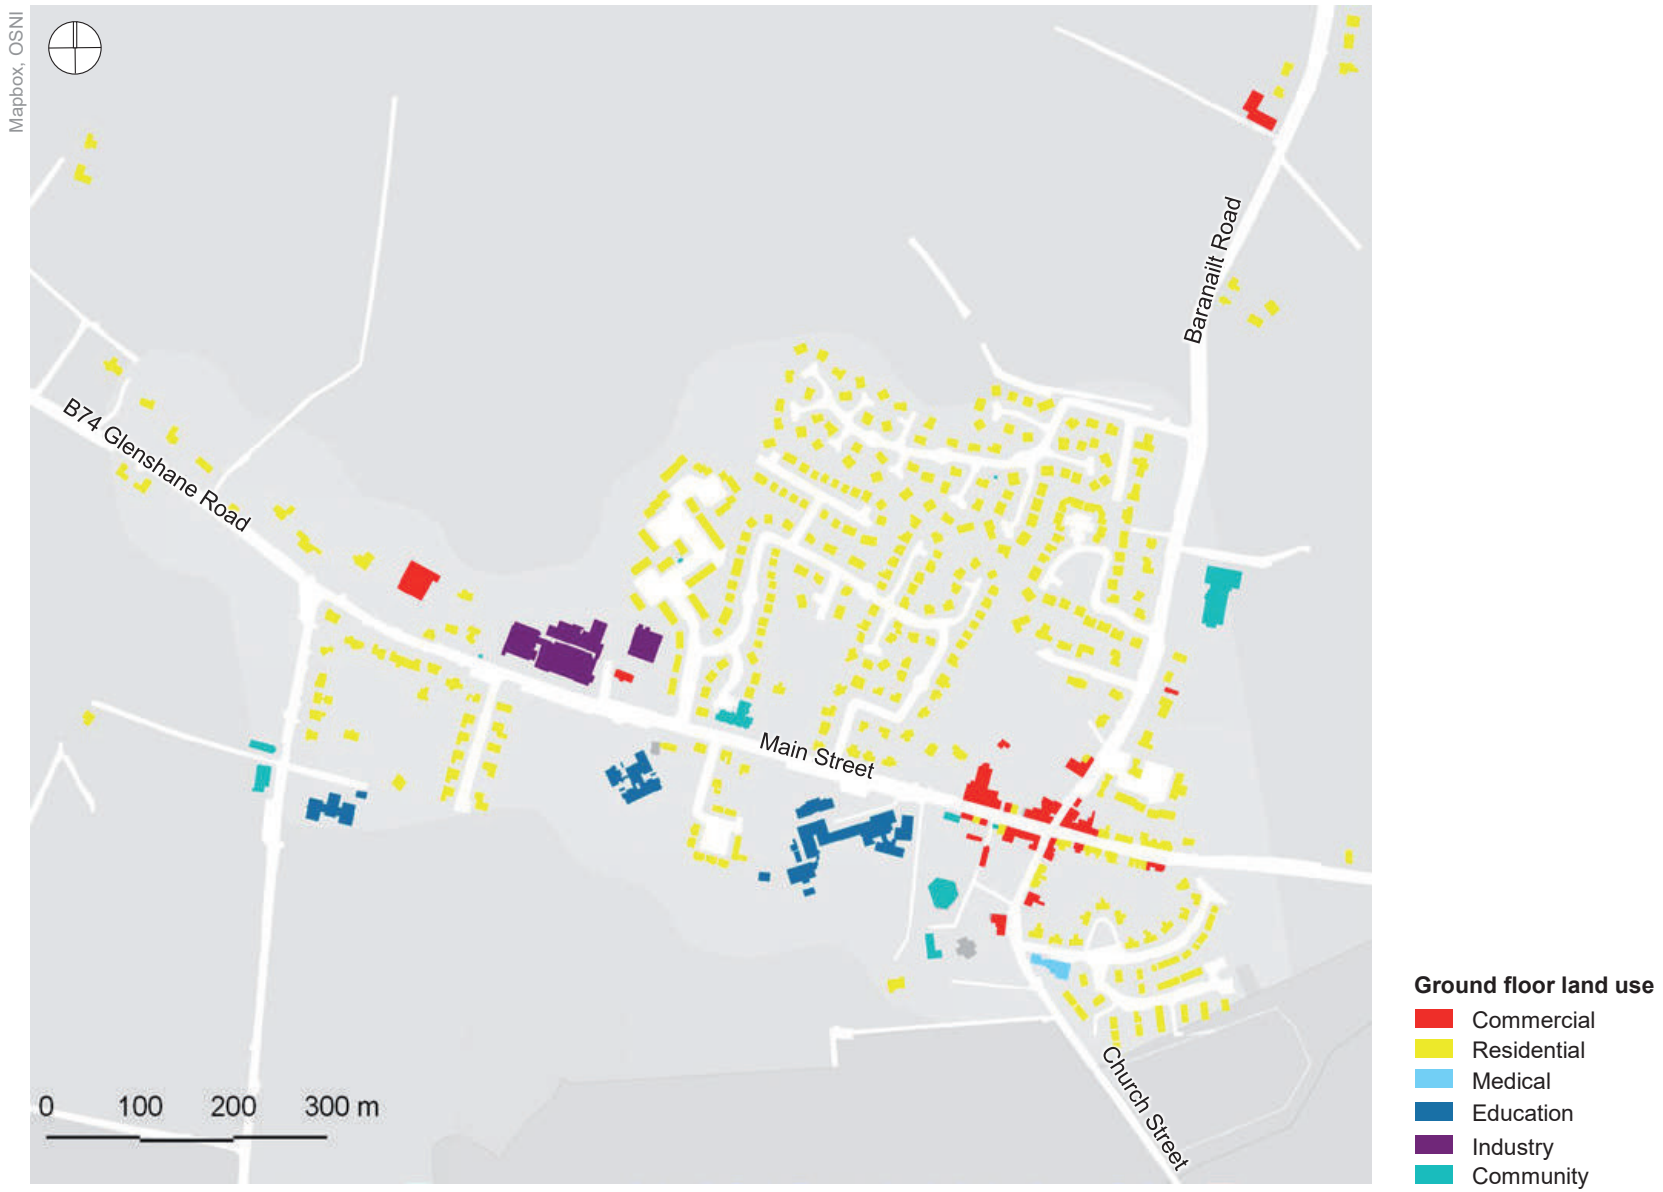 Mapbox, OSNI
Baranailt Road
B74 Glenshane Road
Main Street
Church Street
0 100 200 300 m
Ground floor land use
Commercial
Residential
Medical
Education
Industry
Community